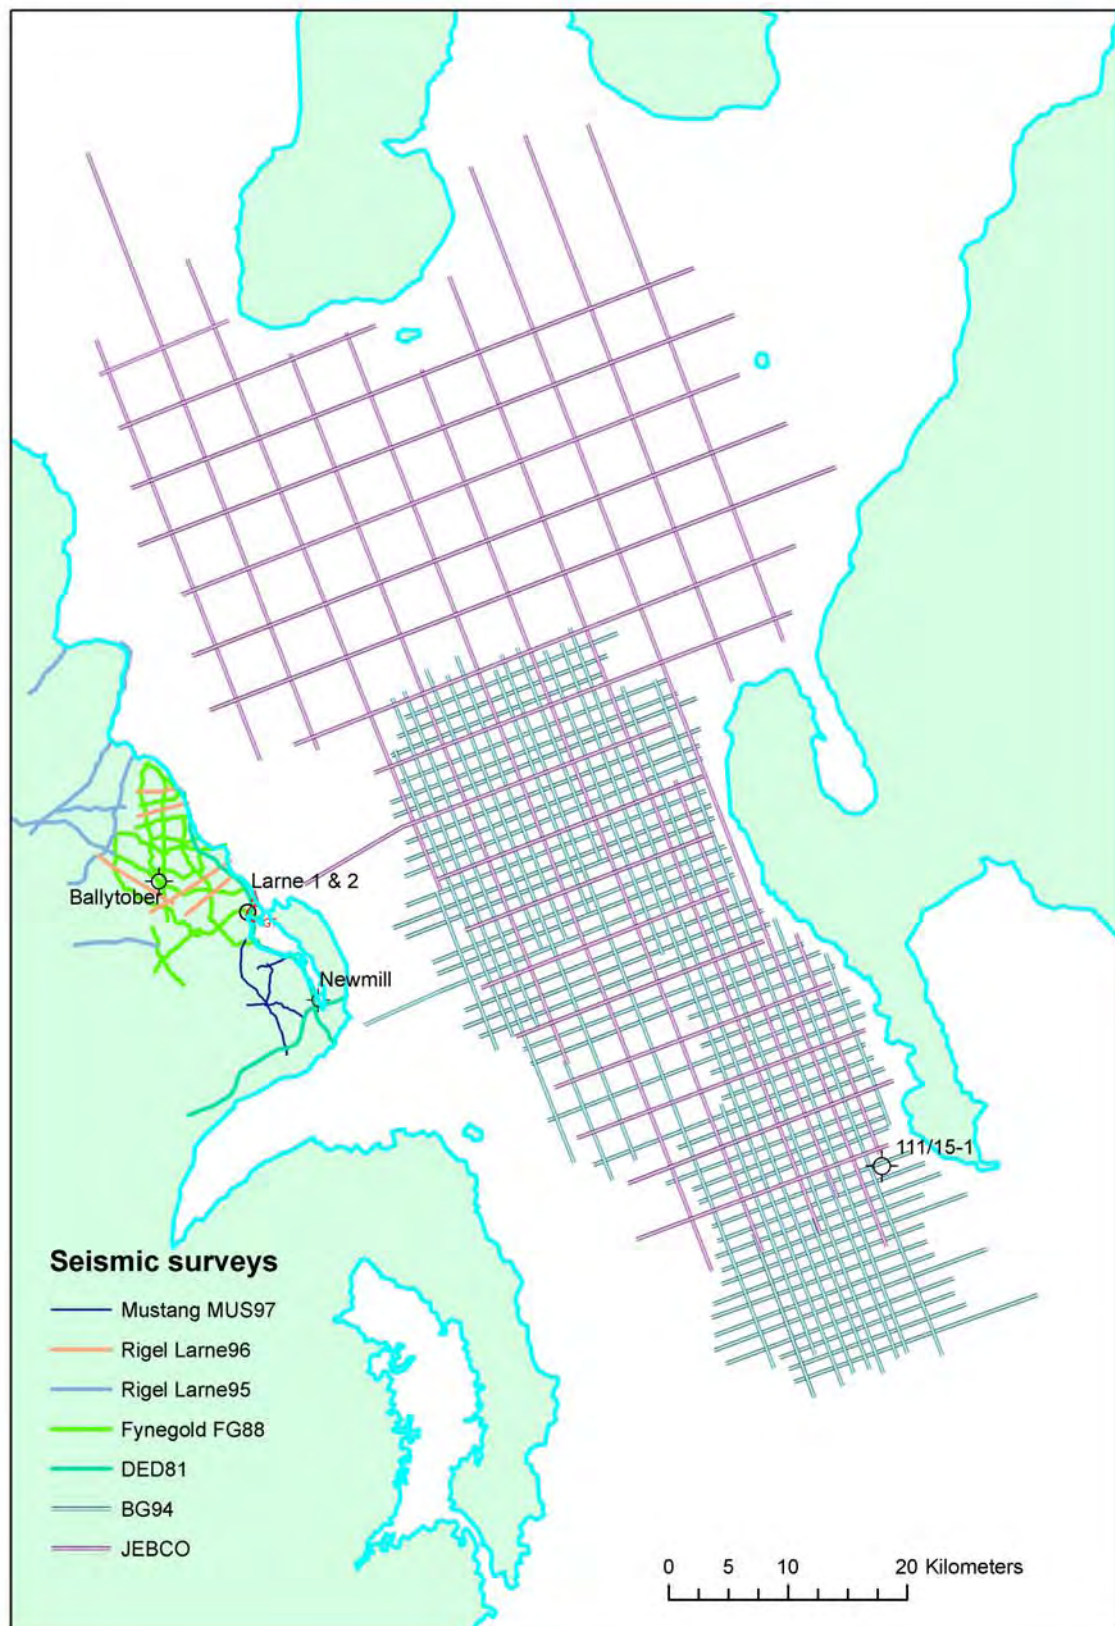 Larne 1 & 2
Ballytober
Newmill
111/15-1
Seismic surveys
Mustang MUS97
Rigel Larne96
Rigel Larne95
Fynegold FG88
DED81
BG94
JEBCO
0 5 10 20 Kilometers